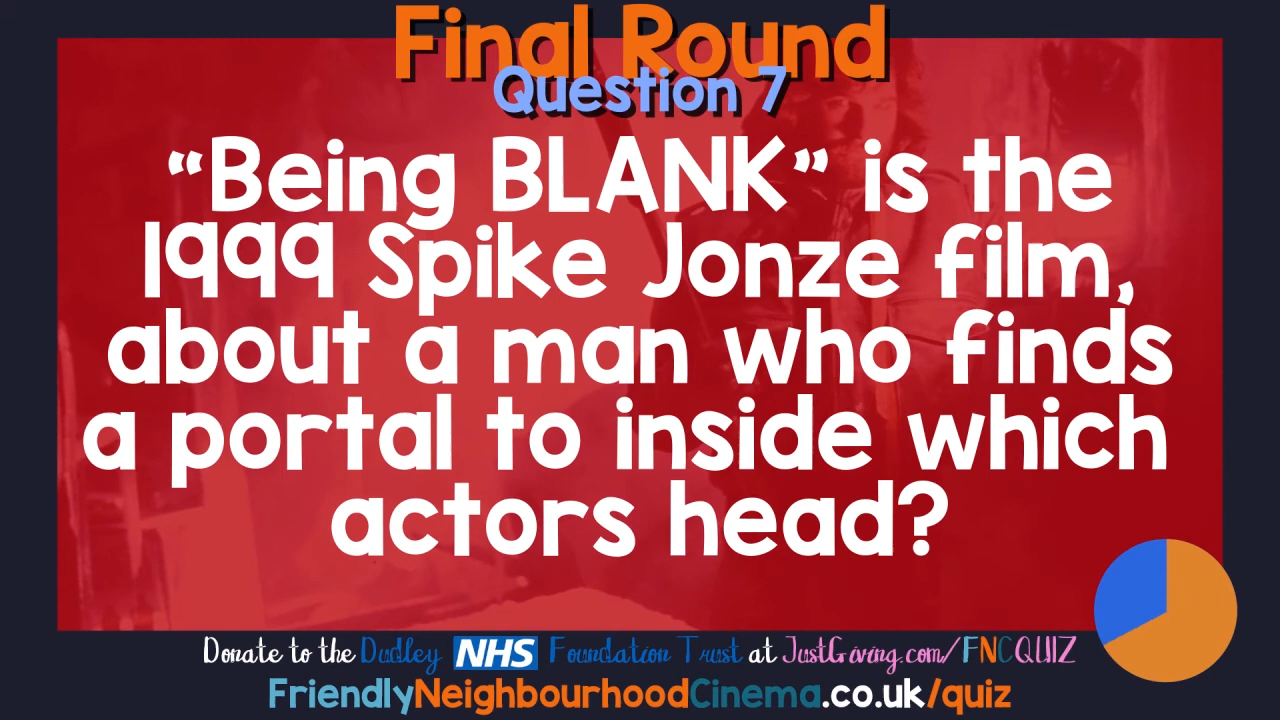 Final Round
Question 7
“Being BLANK” is the
1999 Spike Jonze film,
about a man who finds
a portal to inside which
actors head?
Donate to the Dudley NHS Foundation Trust at JustGiving.com/FNCQUIZ
FriendlyNeighbourhoodCinema.co.uk/quiz